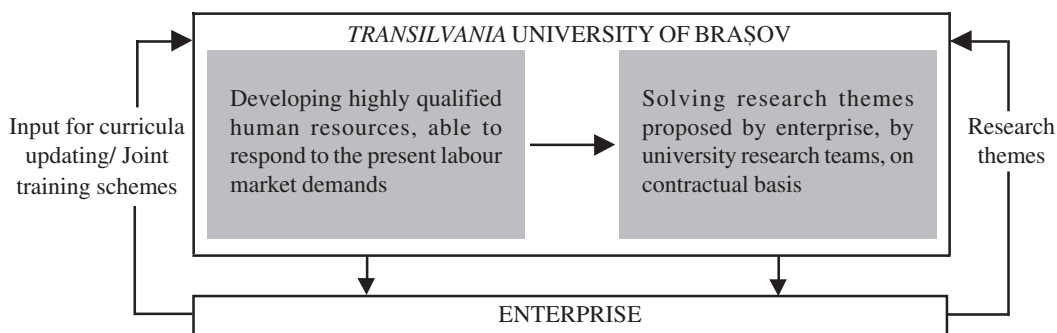 TRANSILVANIA UNIVERSITY OF BRAȘOV
Developing highly qualified
human resources, able to
respond to the present labour
market demands
Solving research themes
proposed by enterprise, by
university research teams, on
contractual basis
Input for curricula
updating/ Joint
training schemes
Research
themes
ENTERPRISE